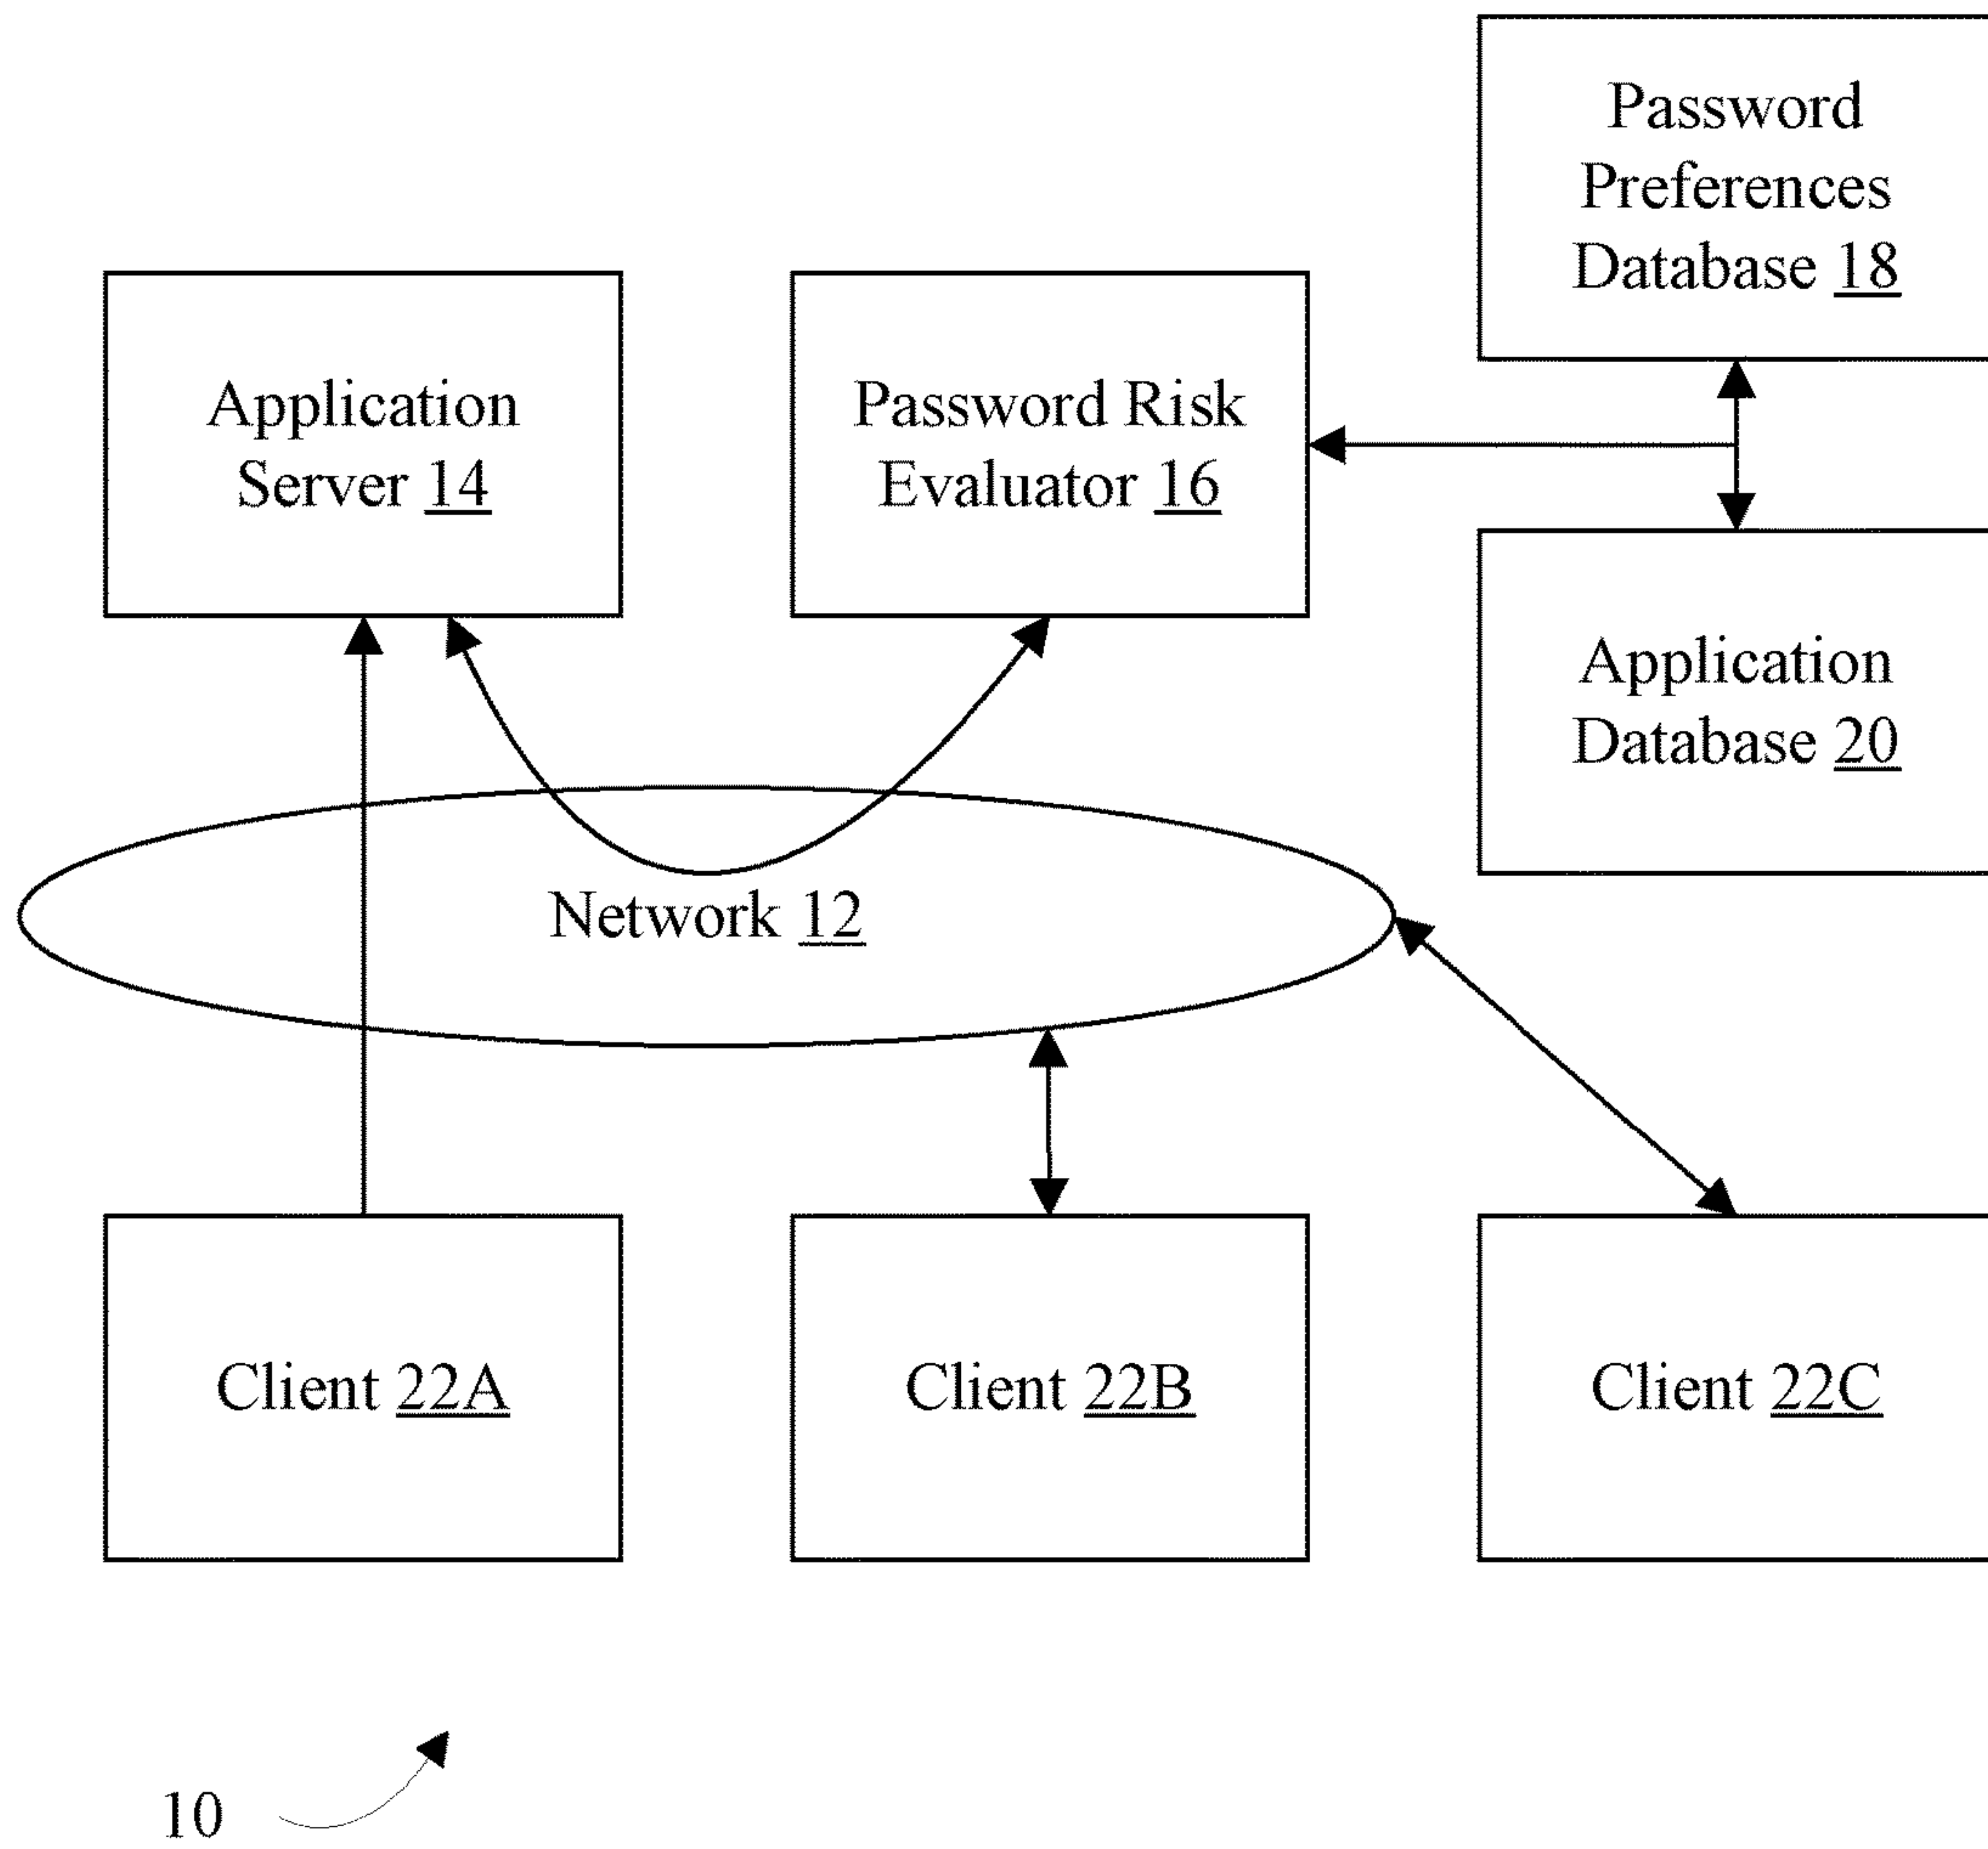 Password
Preferences
Database 18
Application
Server 14
Password Risk
Evaluator 16
Application
Database 20
Network 12
Client 22A
Client 22B
Client 22C
10